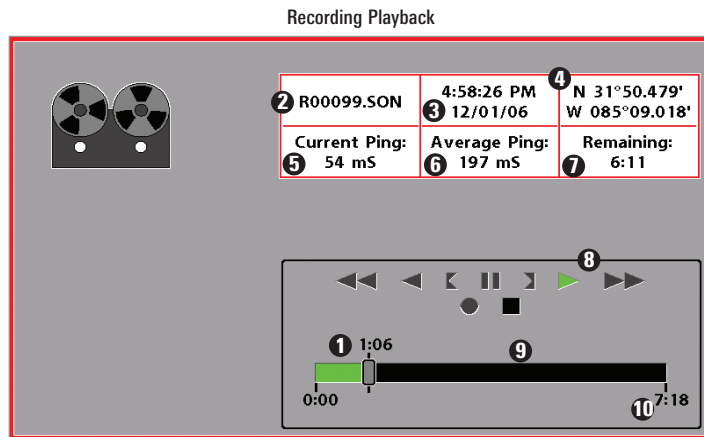 Recording Playback
2 R00099.SON
4:58:26 PM
3 12/01/06
4 N 31°50.479'
W 085°09.018'
Current Ping:
5 54 mS
Average Ping:
6 197 mS
Remaining:
7 6:11
8
1 1:06
9
0:00
10 7:18